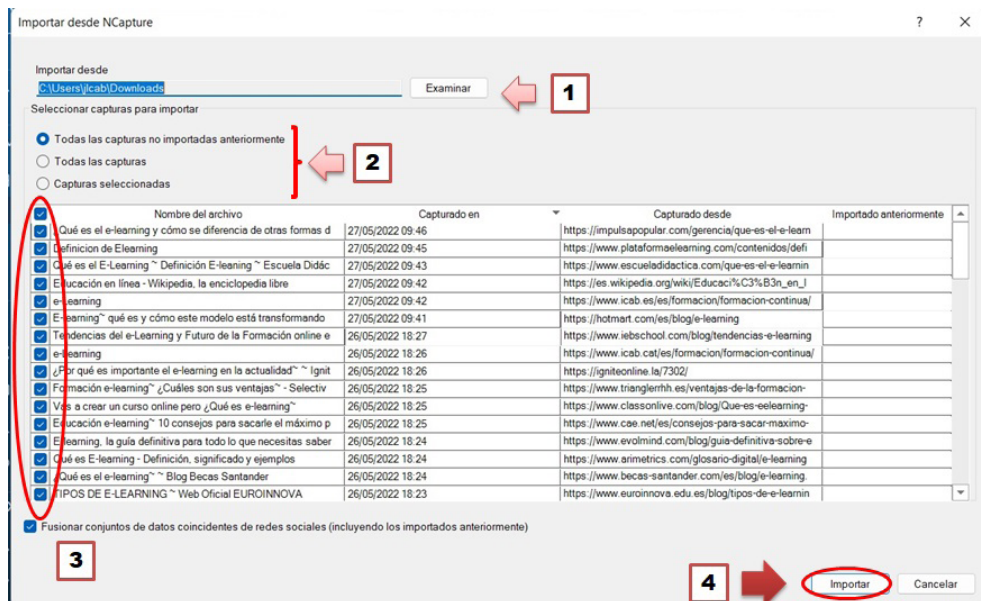 Importar desde NCapture ? ×
Importar desde
C:\Users\jlcab\Downloads Examinar 1
Seleccionar capturas para importar
Todas las capturas no importadas anteriormente
Todas las capturas 2
Capturas seleccionadas
Nombre del archivo Capturado en Capturado desde Importado anteriormente
¿Qué es el e-learning y cómo se diferencia de otras formas d 27/05/2022 09:46 https://impulsapopular.com/gerencia/que-es-el-e-learn
Definicion de Elearning 27/05/2022 09:45 https://www.plataformaelearning.com/contenidos/defi
Qué es el E-Learning ~ Definición E-leaning ~ Escuela Didác 27/05/2022 09:43 https://www.escueladidactica.com/que-es-el-e-learnin
Educación en línea - Wikipedia, la enciclopedia libre 27/05/2022 09:42 https://es.wikipedia.org/wiki/Educaci%C3%B3n_en_l
e-Learning 27/05/2022 09:42 https://www.icab.es/es/formacion/formacion-continua/
E-learning~ qué es y cómo este modelo está transformando 27/05/2022 09:41 https://hotmart.com/es/blog/e-learning
Tendencias del e-Learning y Futuro de la Formación online e 26/05/2022 18:27 https://www.iebschool.com/blog/tendencias-e-learning
e-Learning 26/05/2022 18:26 https://www.icab.cat/es/formacion/formacion-continua/
¿Por qué es importante el e-learning en la actualidad~ ~ Ignit 26/05/2022 18:26 https://igniteonline.la/7302/
Formación e-learning~ ¿Cuáles son sus ventajas~ - Selectiv 26/05/2022 18:25 https://www.trianglerrhh.es/ventajas-de-la-formacion-
Vas a crear un curso online pero ¿Qué es e-learning~ 26/05/2022 18:25 https://www.classonlive.com/blog/Que-es-eelearning-
Educación e-learning~ 10 consejos para sacarle el máximo p 26/05/2022 18:25 https://www.cae.net/es/consejos-para-sacar-maximo-
E-learning, la guía definitiva para todo lo que necesitas saber 26/05/2022 18:24 https://www.evolmind.com/blog/guia-definitiva-sobre-e
Qué es E-learning - Definición, significado y ejemplos 26/05/2022 18:24 https://www.arimetrics.com/glosario-digital/e-learning
¿Qué es el e-learning~ ~ Blog Becas Santander 26/05/2022 18:24 https://www.becas-santander.com/es/blog/e-learning.
TIPOS DE E-LEARNING ~ Web Oficial EUROINNOVA 26/05/2022 18:23 https://www.euroinnova.edu.es/blog/tipos-de-e-learnin
Fusionar conjuntos de datos coincidentes de redes sociales (incluyendo los importados anteriormente)
3
4 Importar Cancelar